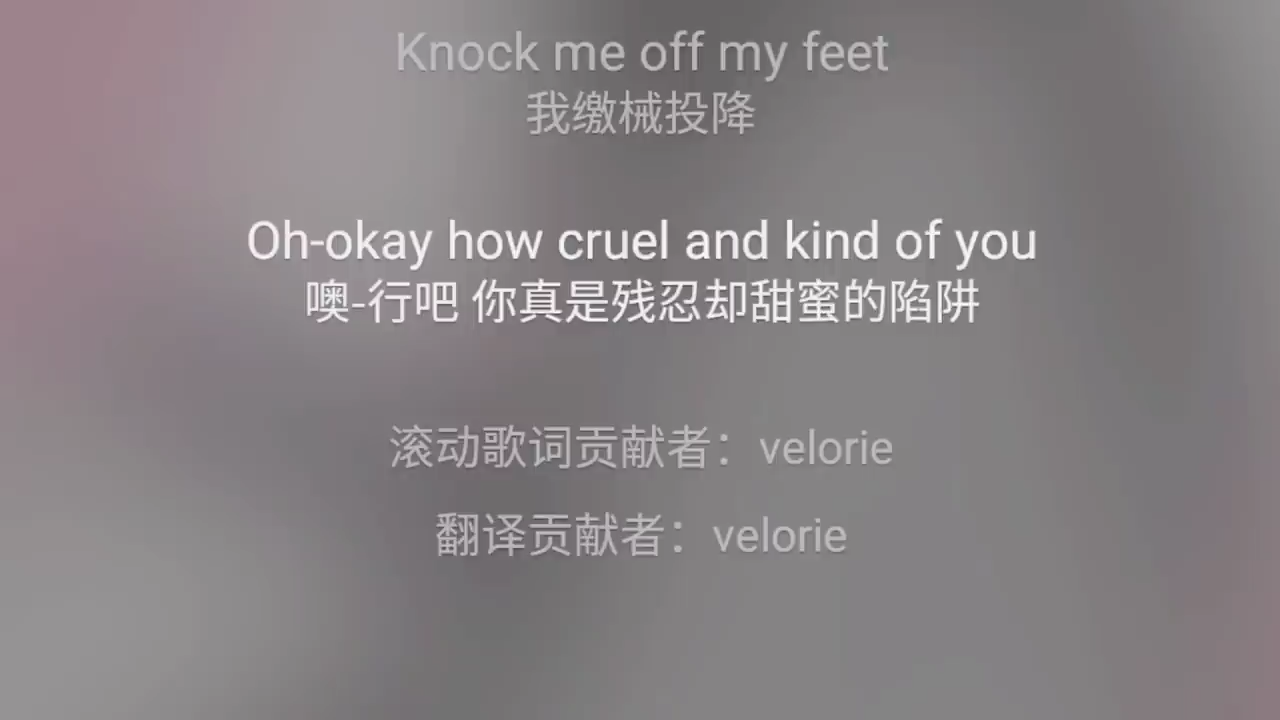 Knock me off my feet
我缴械投降
Oh-okay how cruel and kind of you
噢-行吧 你真是残忍却甜蜜的陷阱
滚动歌词贡献者：velorie
翻译贡献者：velorie